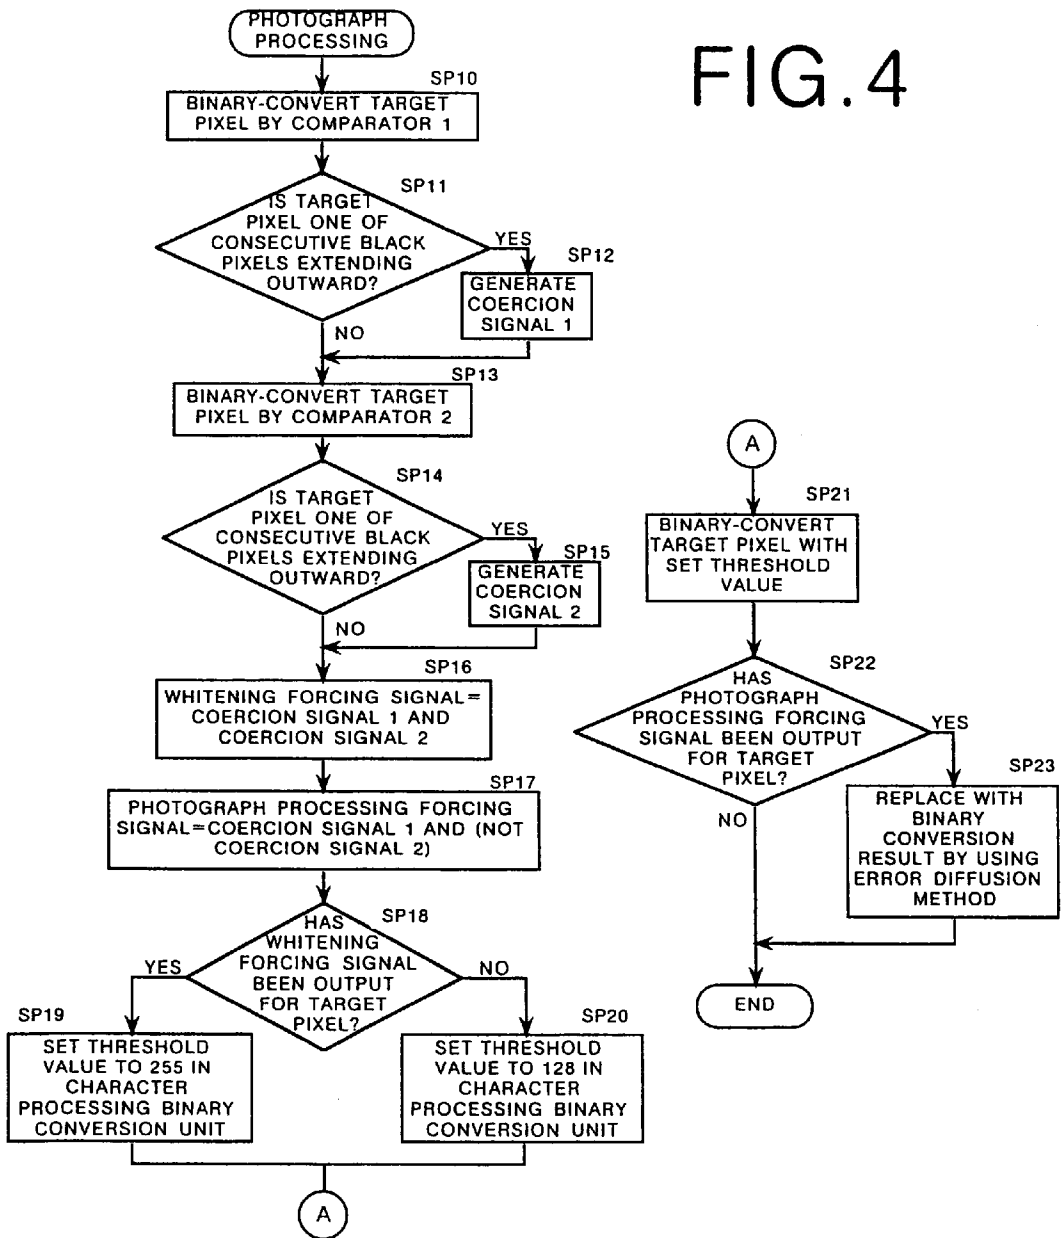 PHOTOGRAPH
PROCESSING
FIG. 4
SP10
BINARY-CONVERT TARGET
PIXEL BY COMPARATOR 1
SP11
IS TARGET
PIXEL ONE OF
CONSECUTIVE BLACK
PIXELS EXTENDING
OUTWARD?
YES
SP12
GENERATE
COERCION
SIGNAL 1
NO
SP13
BINARY-CONVERT TARGET
PIXEL BY COMPARATOR 2
SP14
IS TARGET
PIXEL ONE OF
CONSECUTIVE BLACK
PIXELS EXTENDING
OUTWARD?
YES
SP15
GENERATE
COERCION
SIGNAL 2
NO
SP16
WHITENING FORCING SIGNAL=
COERCION SIGNAL 1 AND
COERCION SIGNAL 2
SP17
PHOTOGRAPH PROCESSING FORCING
SIGNAL=COERCION SIGNAL 1 AND (NOT
COERCION SIGNAL 2)
SP18
HAS
WHITENING
FORCING SIGNAL
BEEN OUTPUT
FOR TARGET
PIXEL?
YES
NO
SP19
SET THRESHOLD
VALUE TO 255 IN
CHARACTER
PROCESSING BINARY
CONVERSION UNIT
SP20
SET THRESHOLD
VALUE TO 128 IN
CHARACTER
PROCESSING BINARY
CONVERSION UNIT
A
A
SP21
BINARY-CONVERT
TARGET PIXEL WITH
SET THRESHOLD
VALUE
SP22
HAS
PHOTOGRAPH
PROCESSING FORCING
SIGNAL BEEN OUTPUT
FOR TARGET
PIXEL?
YES
NO
SP23
REPLACE WITH
BINARY
CONVERSION
RESULT BY USING
ERROR DIFFUSION
METHOD
END